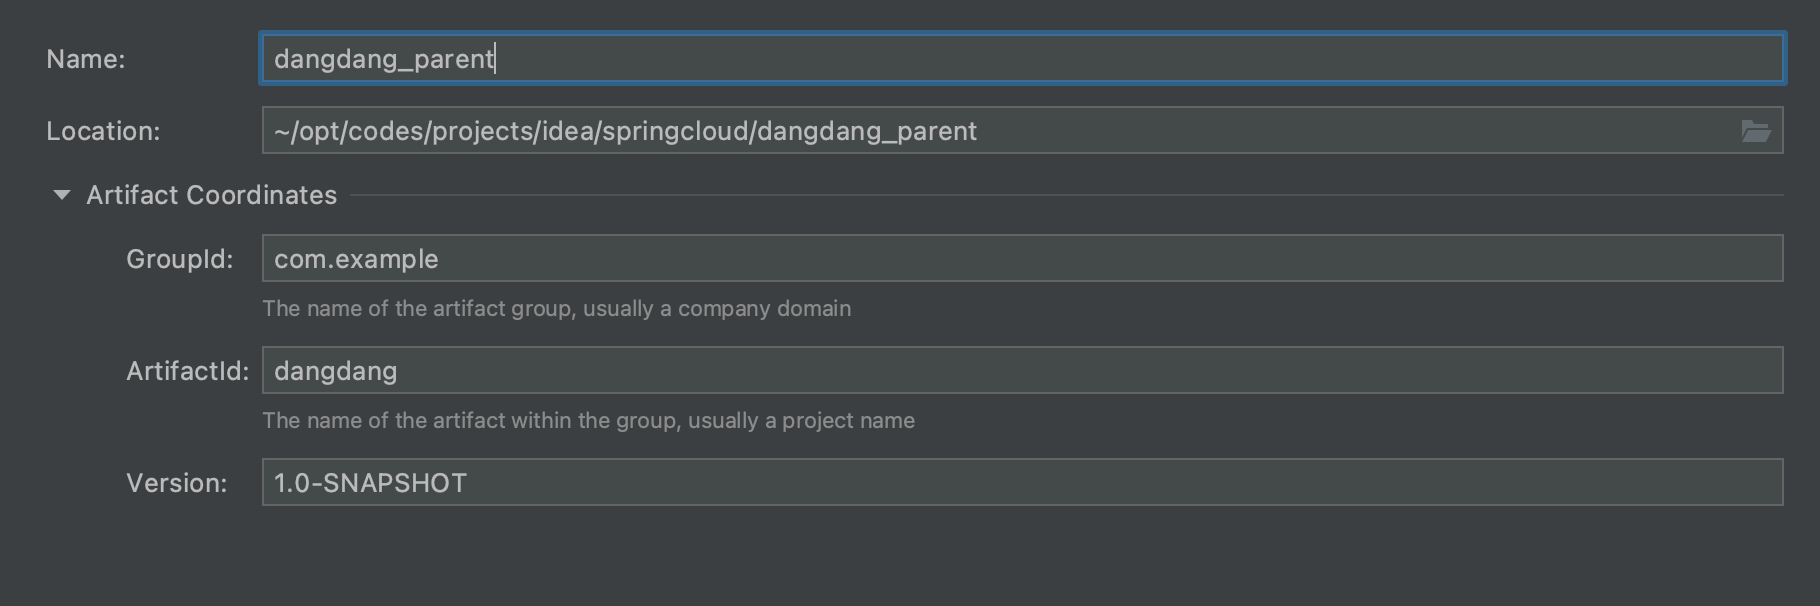 Name: dangdang_parent
Location: ~/opt/codes/projects/idea/springcloud/dangdang_parent
Artifact Coordinates
GroupId: com.example
The name of the artifact group, usually a company domain
ArtifactId: dangdang
The name of the artifact within the group, usually a project name
Version: 1.0-SNAPSHOT